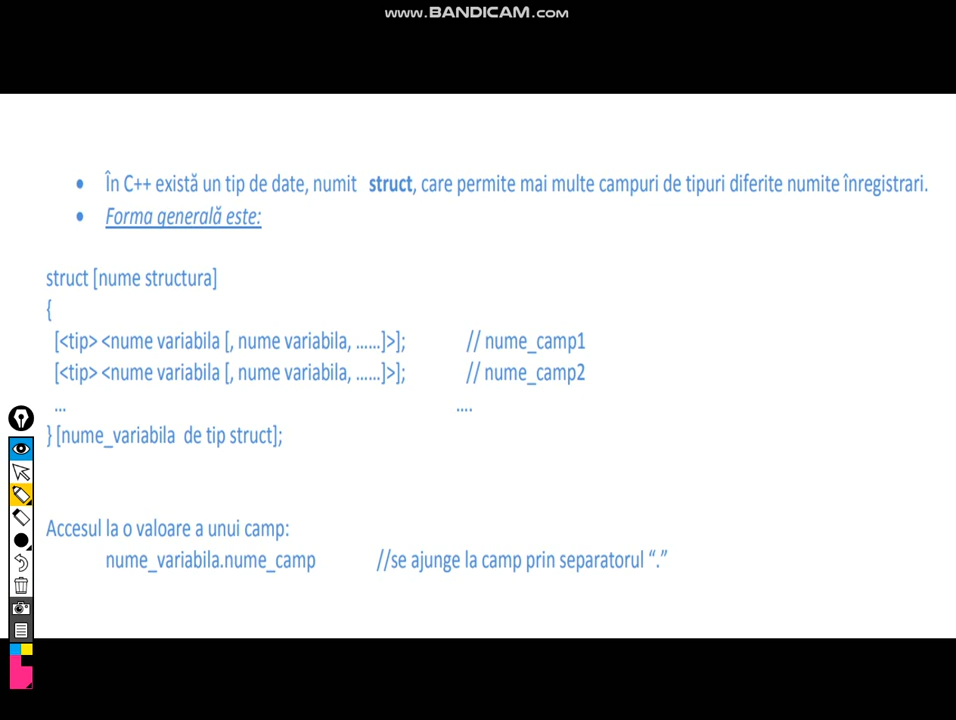 www.BANDICAM.com
• În C++ există un tip de date, numit struct, care permite mai multe campuri de tipuri diferite numite înregistrari.
• Forma generală este:
struct [nume structura]
{
[<tip> <nume variabila [, nume variabila, ......]>]; // nume_camp1
[<tip> <nume variabila [, nume variabila, ......]>]; // nume_camp2
... ....
} [nume_variabila de tip struct];
Accesul la o valoare a unui camp:
nume_variabila.nume_camp //se ajunge la camp prin separatorul “.”